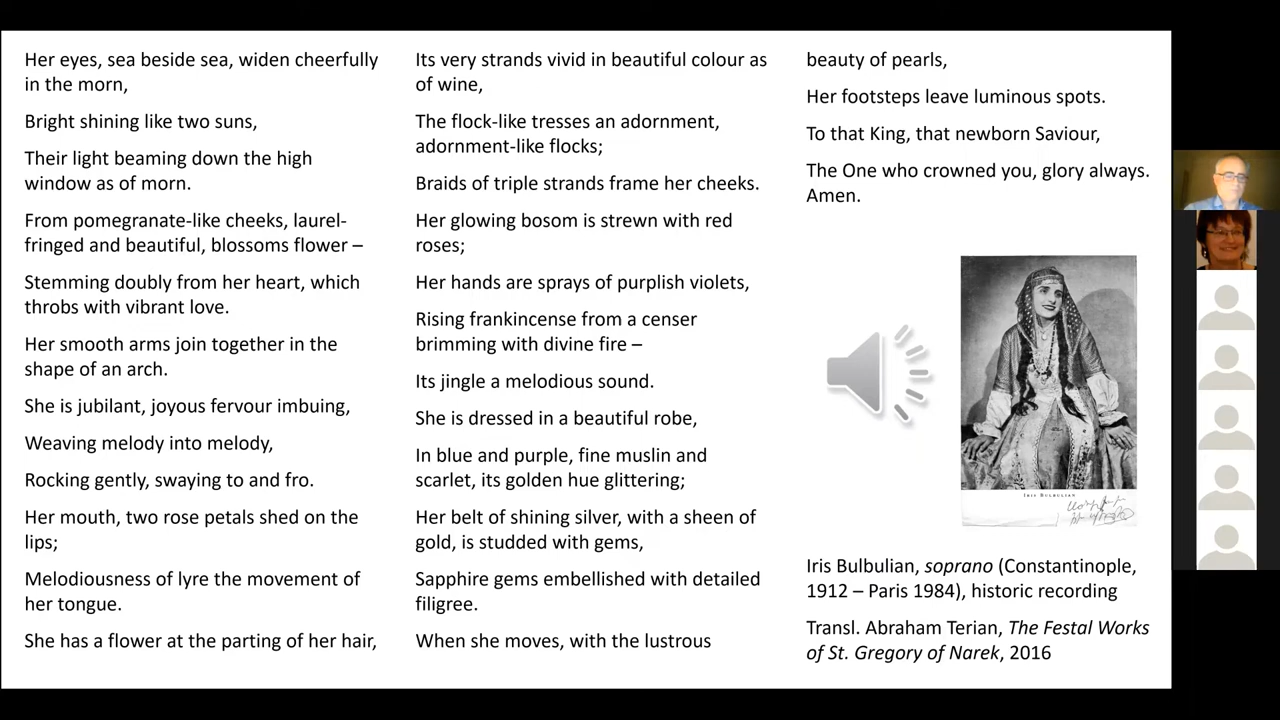 Her eyes, sea beside sea, widen cheerfully
in the morn,
Bright shining like two suns,
Their light beaming down the high
window as of morn.
From pomegranate-like cheeks, laurel-
fringed and beautiful, blossoms flower –
Stemming doubly from her heart, which
throbs with vibrant love.
Her smooth arms join together in the
shape of an arch.
She is jubilant, joyous fervour imbuing,
Weaving melody into melody,
Rocking gently, swaying to and fro.
Her mouth, two rose petals shed on the
lips;
Melodiousness of lyre the movement of
her tongue.
She has a flower at the parting of her hair,
Its very strands vivid in beautiful colour as
of wine,
The flock-like tresses an adornment,
adornment-like flocks;
Braids of triple strands frame her cheeks.
Her glowing bosom is strewn with red
roses;
Her hands are sprays of purplish violets,
Rising frankincense from a censer
brimming with divine fire –
Its jingle a melodious sound.
She is dressed in a beautiful robe,
In blue and purple, fine muslin and
scarlet, its golden hue glittering;
Her belt of shining silver, with a sheen of
gold, is studded with gems,
Sapphire gems embellished with detailed
filigree.
When she moves, with the lustrous
beauty of pearls,
Her footsteps leave luminous spots.
To that King, that newborn Saviour,
The One who crowned you, glory always.
Amen.
IRIS BULBULIAN
Iris Bulbulian, soprano (Constantinople,
1912 – Paris 1984), historic recording
Transl. Abraham Terian, The Festal Works
of St. Gregory of Narek, 2016